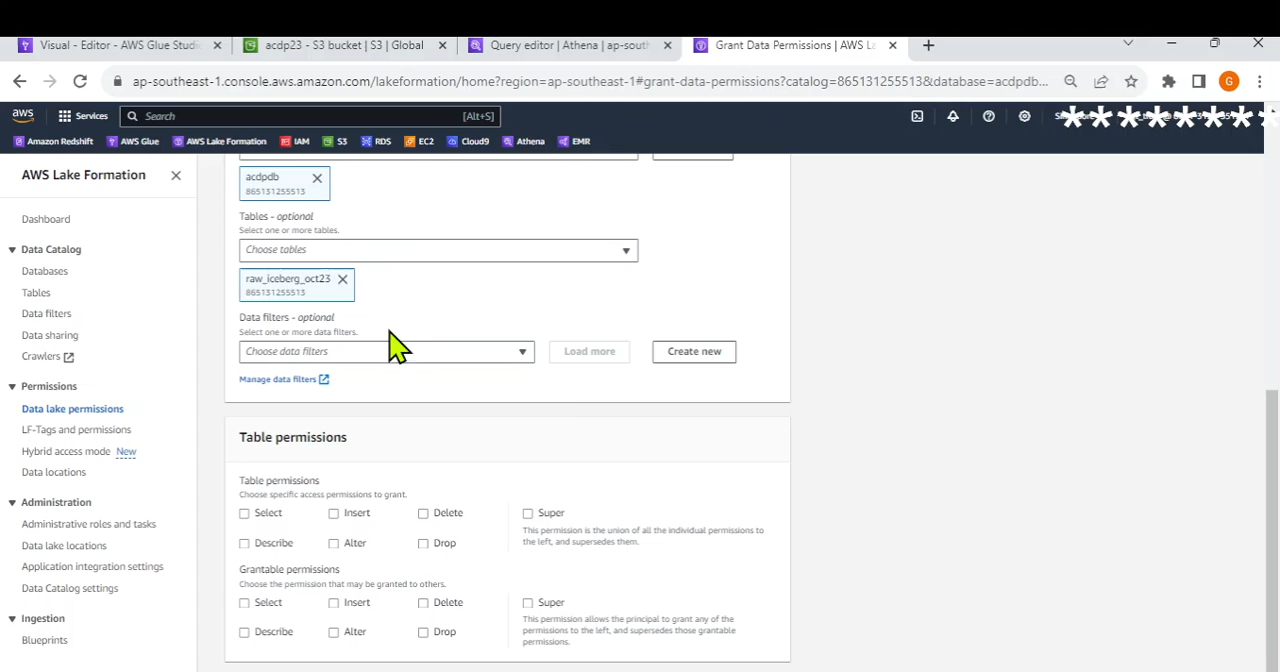 Visual - Editor - AWS Glue Studi
acdp23 - S3 bucket | S3 | Global
Query editor | Athena | ap-south
Grant Data Permissions | AWS La
ap-southeast-1.console.aws.amazon.com/lakeformation/home?region=ap-southeast-1#grant-data-permissions?catalog=865131255513&database=acdpdb...
G
aws
Services
Search
[Alt+S]
********
Amazon Redshift
AWS Glue
AWS Lake Formation
IAM
S3
RDS
EC2
Cloud9
Athena
EMR
AWS Lake Formation
Dashboard
Data Catalog
Databases
Tables
Data filters
Data sharing
Crawlers
Permissions
Data lake permissions
LF-Tags and permissions
Hybrid access mode New
Data locations
Administration
Administrative roles and tasks
Data lake locations
Application integration settings
Data Catalog settings
Ingestion
Blueprints
acdpdb
865131255513
Tables - optional
Select one or more tables.
Choose tables
raw_iceberg_oct23
865131255513
Data filters - optional
Select one or more data filters.
Choose data filters
Load more
Create new
Manage data filters
Table permissions
Table permissions
Choose specific access permissions to grant.
Select
Insert
Delete
Super
This permission is the union of all the individual permissions to
the left, and supersedes them.
Describe
Alter
Drop
Grantable permissions
Choose the permission that may be granted to others.
Select
Insert
Delete
Super
This permission allows the principal to grant any of the
permissions to the left, and supersedes those grantable
permissions.
Describe
Alter
Drop